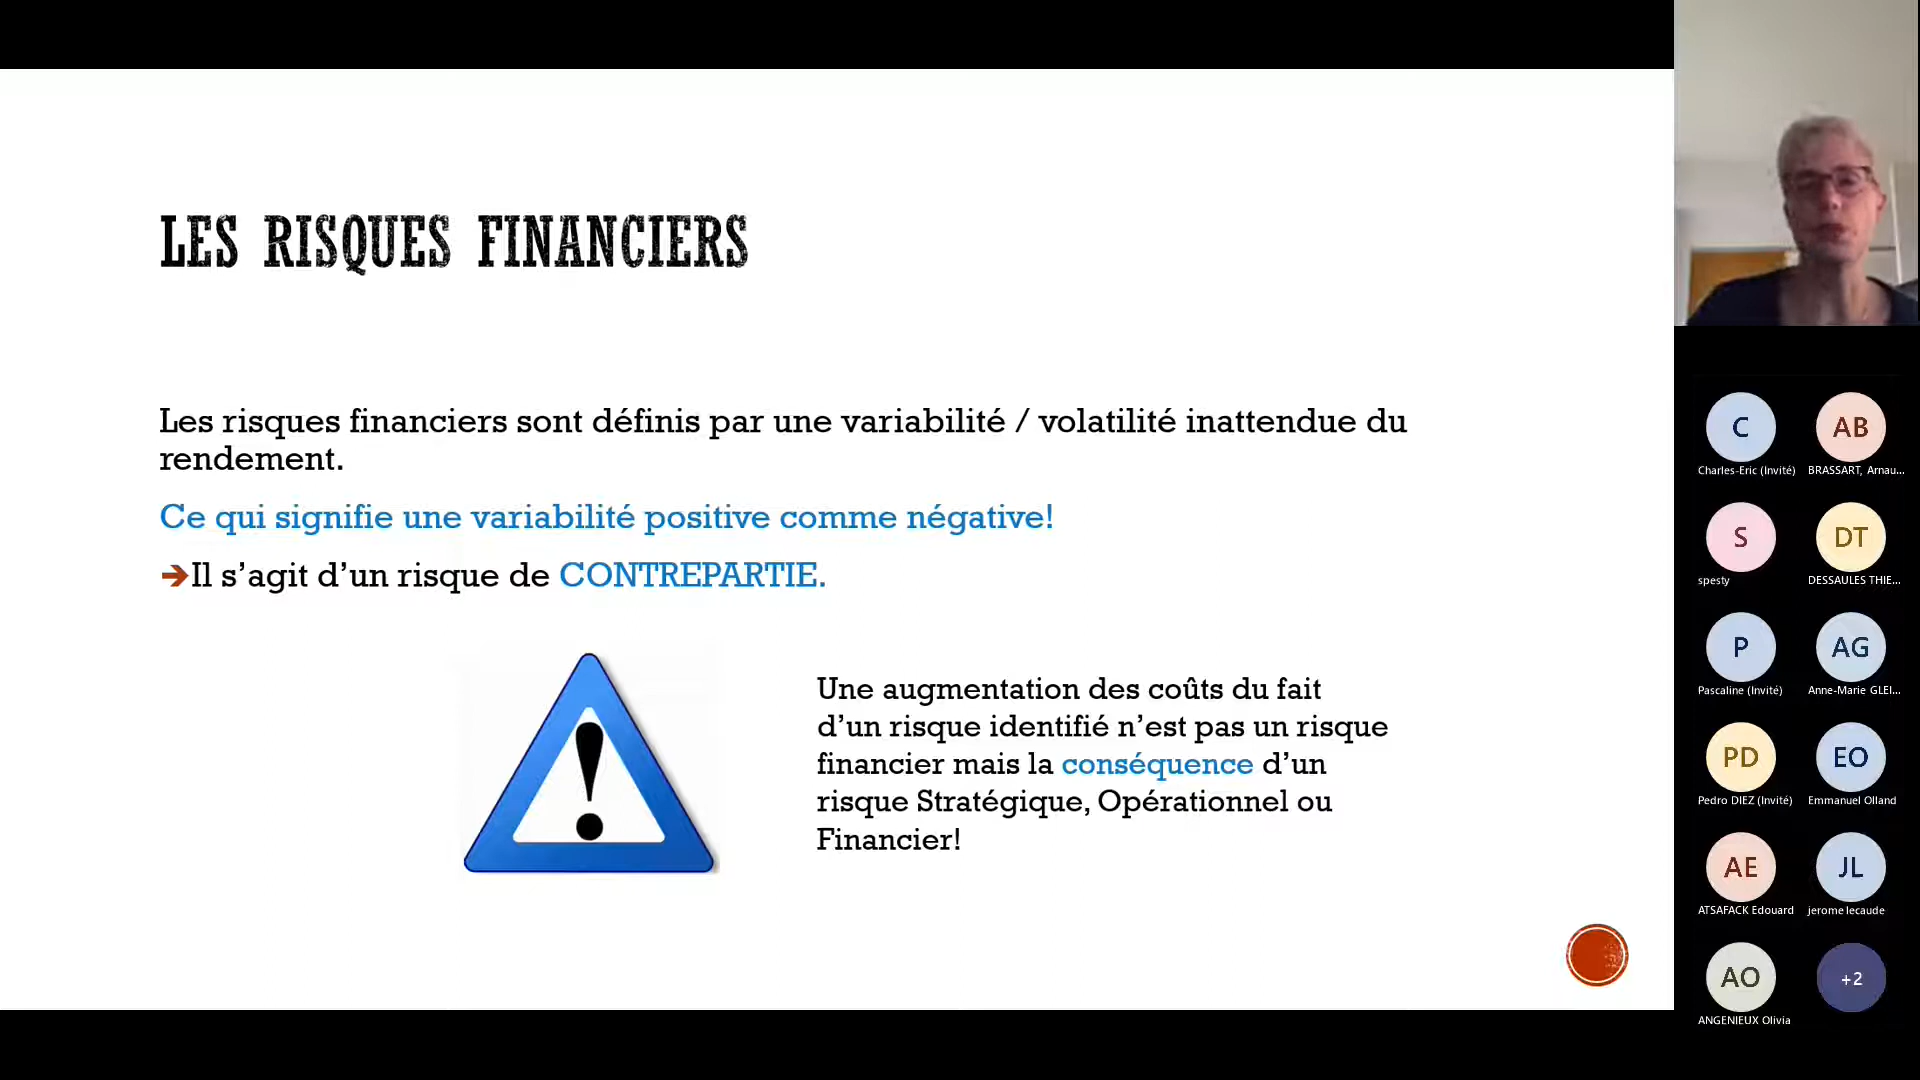 LES RISQUES FINANCIERS
Les risques financiers sont définis par une variabilité / volatilité inattendue du
rendement.
Ce qui signifie une variabilité positive comme négative!
➔Il s’agit d’un risque de CONTREPARTIE.
Une augmentation des coûts du fait
d’un risque identifié n’est pas un risque
financier mais la conséquence d’un
risque Stratégique, Opérationnel ou
Financier!
C
AB
Charles-Eric (Invité)
BRASSART, Arnau...
S
DT
spesty
DESSAULES THIE...
P
AG
Pascaline (Invité)
Anne-Marie GLEI...
PD
EO
Pedro DIEZ (Invité)
Emmanuel Olland
AE
JL
ATSAFACK Edouard
jerome lecaude
AO
+2
ANGENIEUX Olivia